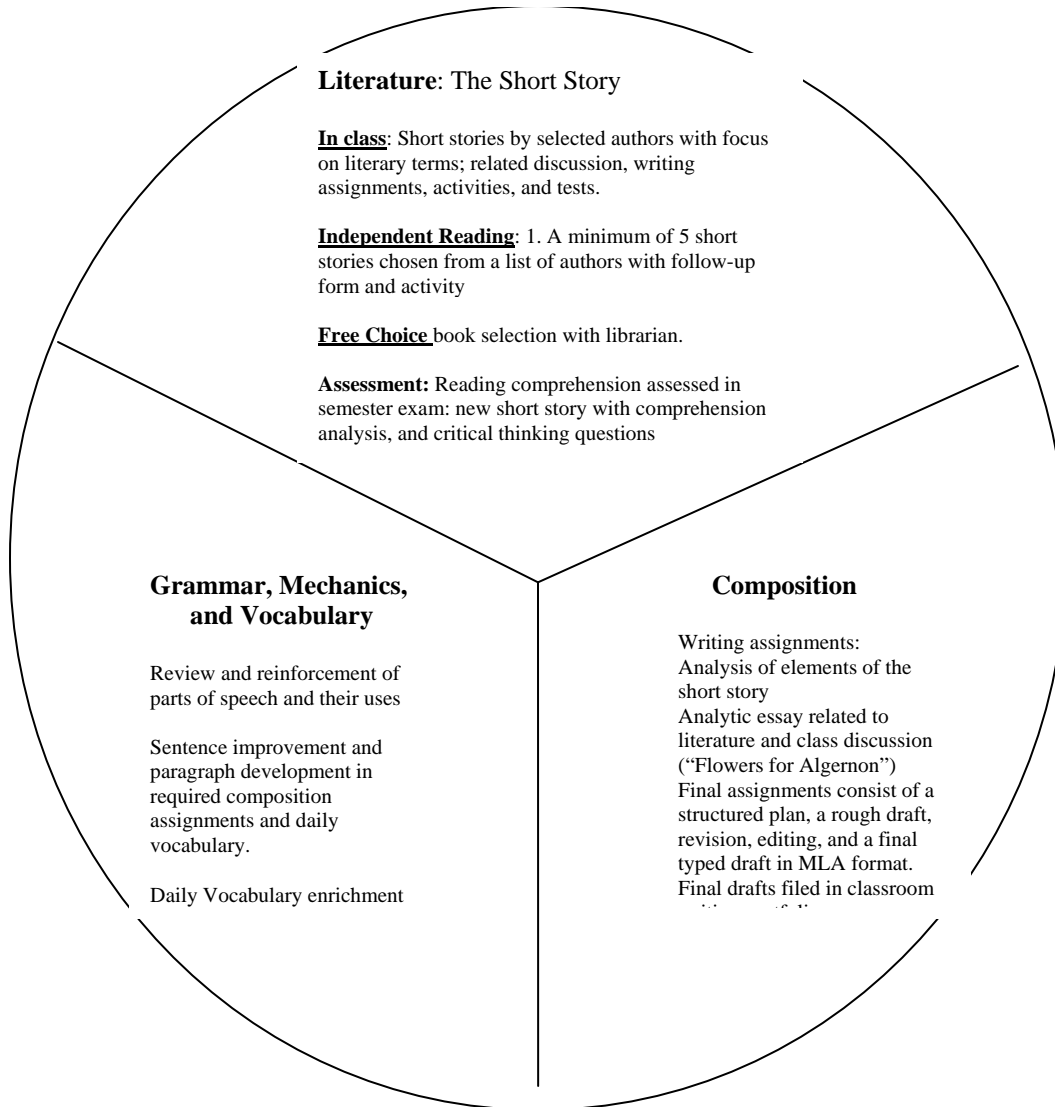 Literature: The Short Story
In class: Short stories by selected authors with focus
on literary terms; related discussion, writing
assignments, activities, and tests.
Independent Reading: 1. A minimum of 5 short
stories chosen from a list of authors with follow-up
form and activity
Free Choice book selection with librarian.
Assessment: Reading comprehension assessed in
semester exam: new short story with comprehension
analysis, and critical thinking questions
Grammar, Mechanics,
and Vocabulary
Review and reinforcement of
parts of speech and their uses
Sentence improvement and
paragraph development in
required composition
assignments and daily
vocabulary.
Daily Vocabulary enrichment
Composition
Writing assignments:
Analysis of elements of the
short story
Analytic essay related to
literature and class discussion
(“Flowers for Algernon”)
Final assignments consist of a
structured plan, a rough draft,
revision, editing, and a final
typed draft in MLA format.
Final drafts filed in classroom